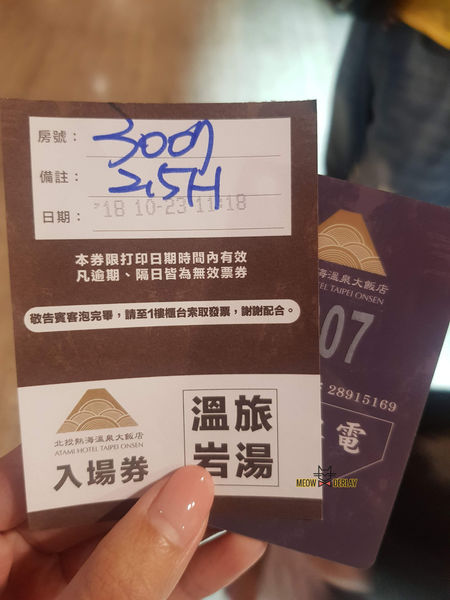 房號：3007
備註：2.5H
日期：'18 10-23 11:18
本券限打印日期時間內有效
凡逾期、隔日皆為無效票券
敬告賓客泡完畢，請至1樓櫃台索取發票，謝謝配合。
北投熱海溫泉大飯店
ATAMI HOTEL TAIPEI ONSEN
入場券
溫旅
岩湯
海溫泉大飯店
HOTEL TAIPEI ONSEN
07
28915169
電
MEOW DERLAY